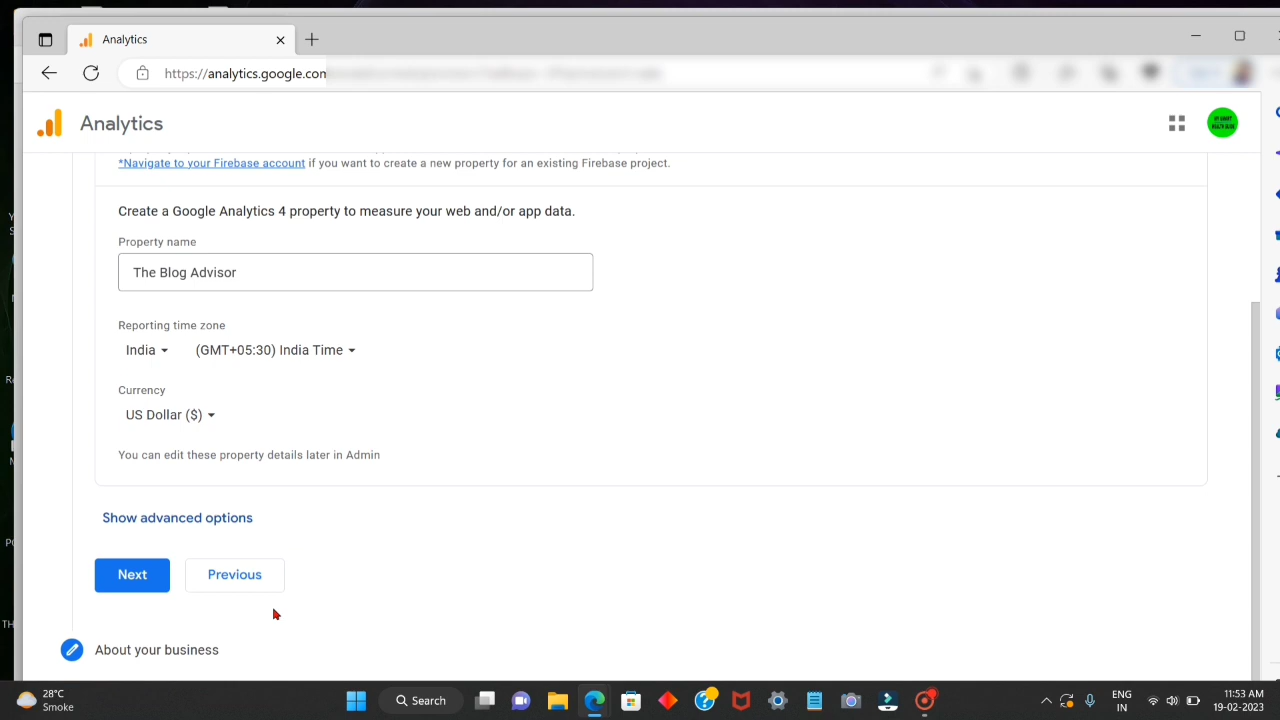 Analytics
https://analytics.google.com
Analytics
*Navigate to your Firebase account if you want to create a new property for an existing Firebase project.
Create a Google Analytics 4 property to measure your web and/or app data.
Property name
The Blog Advisor
Reporting time zone
India (GMT+05:30) India Time
Currency
US Dollar ($)
You can edit these property details later in Admin
Show advanced options
Next Previous
About your business
28°C
Smoke
Search
ENG
IN
11:53 AM
19-02-2023